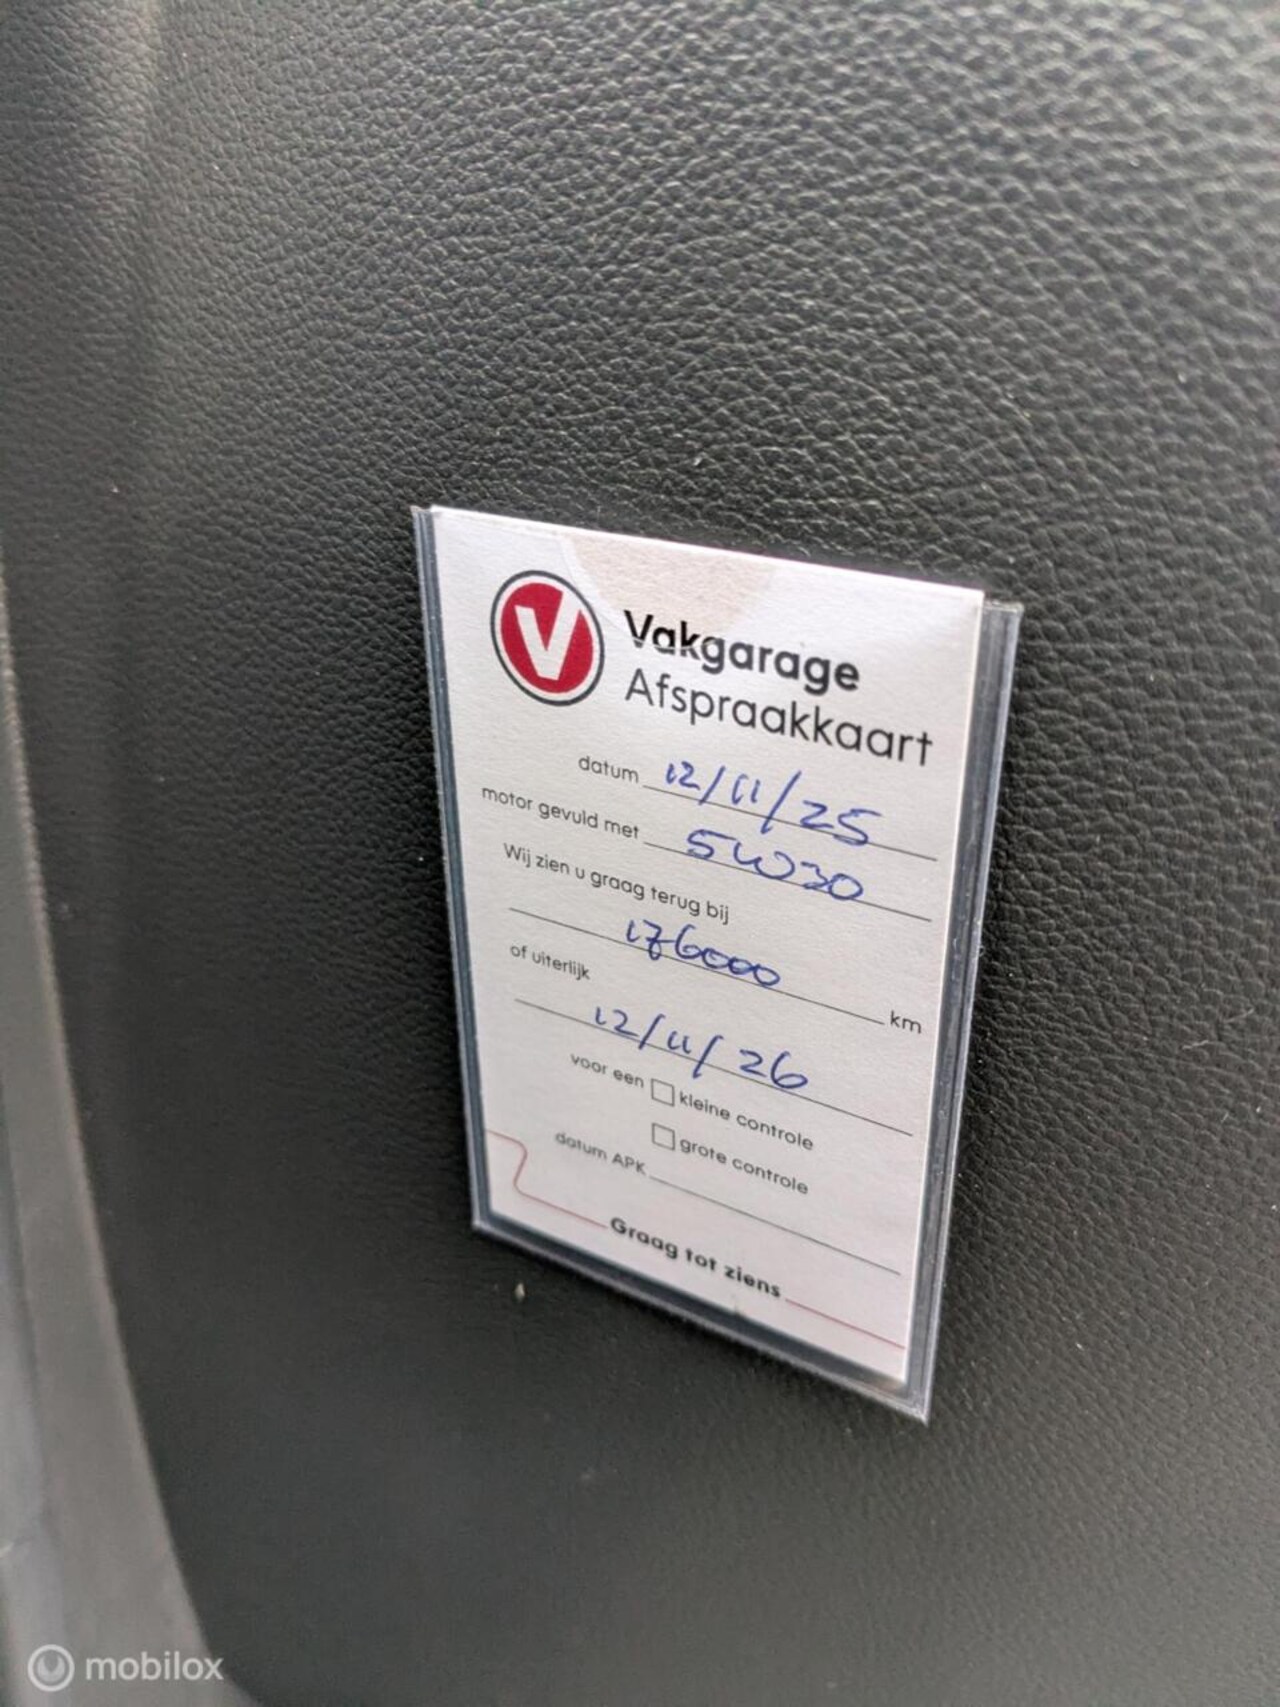 V Vakgarage
Afspraakkaart
datum 12/11/25
motor gevuld met 5W30
Wij zien u graag terug bij
176000 km
of uiterlijk
12/11/26
voor een kleine controle
grote controle
datum APK
Graag tot ziens
mobilox